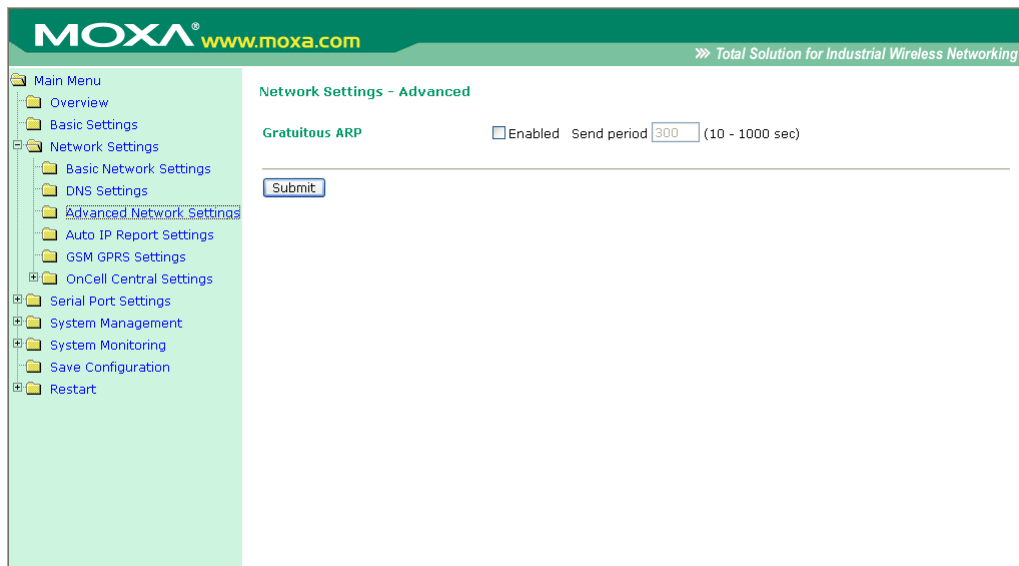 MOXA® www.moxa.com
Total Solution for Industrial Wireless Networking
Main Menu
Overview
Basic Settings
Network Settings
Basic Network Settings
DNS Settings
Advanced Network Settings
Auto IP Report Settings
GSM GPRS Settings
OnCell Central Settings
Serial Port Settings
System Management
System Monitoring
Save Configuration
Restart
Network Settings - Advanced
Gratuitous ARP Enabled Send period 300 (10 - 1000 sec)
Submit